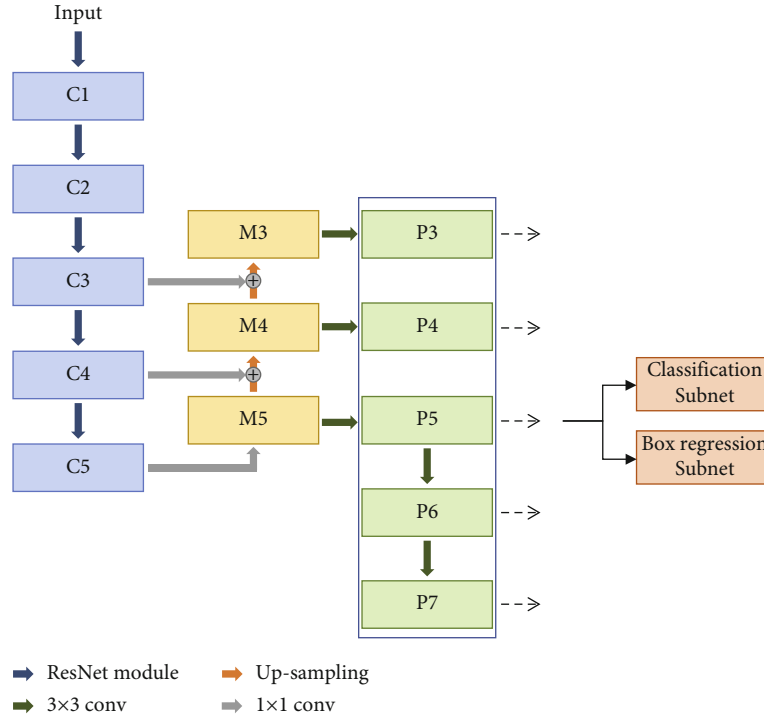 Input
C1
C2
C3
C4
C5
M3
M4
M5
+
+
P3
P4
P5
P6
P7
Classification
Subnet
Box regression
Subnet
ResNet module
Up-sampling
3×3 conv
1×1 conv